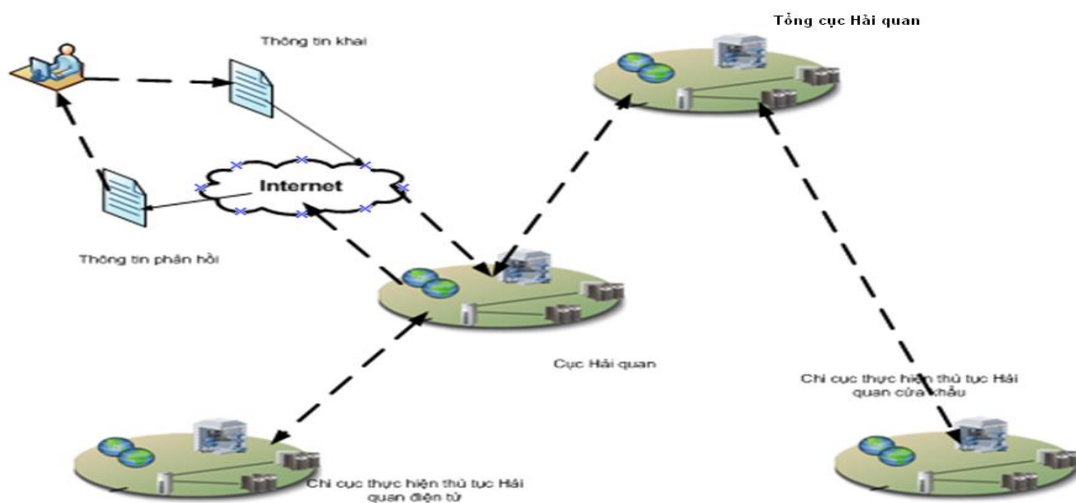 Tổng cục Hải quan
Thông tin khai
Internet
Thông tin phản hồi
Cục Hải quan
Chi cục thực hiện thủ tục Hải
quan cửa khẩu
Chi cục thực hiện thủ tục Hải
quan điện tử